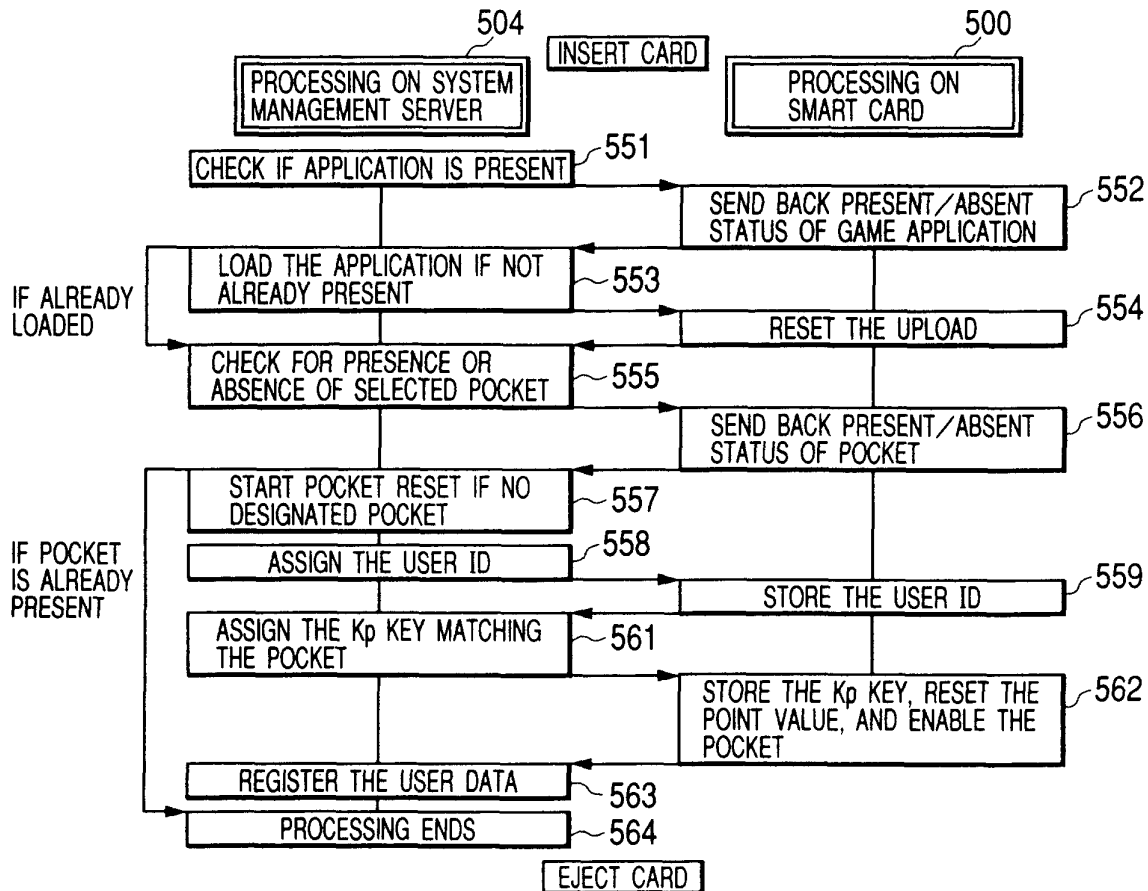 504
INSERT CARD
500
PROCESSING ON SYSTEM
MANAGEMENT SERVER
PROCESSING ON
SMART CARD
CHECK IF APPLICATION IS PRESENT
551
SEND BACK PRESENT/ABSENT
STATUS OF GAME APPLICATION
552
IF ALREADY
LOADED
LOAD THE APPLICATION IF NOT
ALREADY PRESENT
553
RESET THE UPLOAD
554
CHECK FOR PRESENCE OR
ABSENCE OF SELECTED POCKET
555
SEND BACK PRESENT/ABSENT
STATUS OF POCKET
556
START POCKET RESET IF NO
DESIGNATED POCKET
557
IF POCKET
IS ALREADY
PRESENT
ASSIGN THE USER ID
558
STORE THE USER ID
559
ASSIGN THE Kp KEY MATCHING
THE POCKET
561
STORE THE Kp KEY, RESET THE
POINT VALUE, AND ENABLE THE
POCKET
562
REGISTER THE USER DATA
563
PROCESSING ENDS
564
EJECT CARD